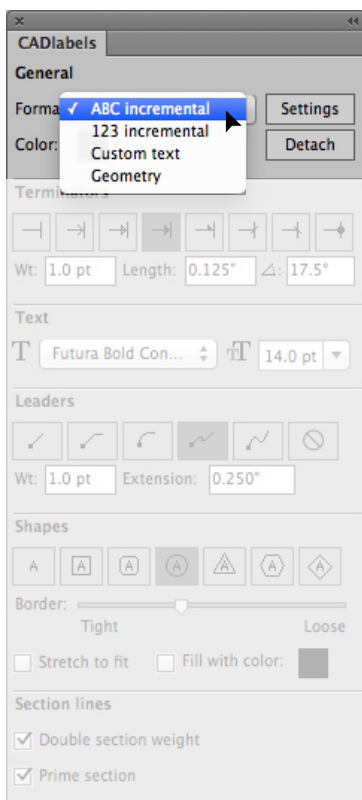 CADlabels
General
Forma ✓ ABC incremental Settings
123 incremental
Color: Custom text Detach
Geometry
Terminators
Wt: 1.0 pt Length: 0.125" ∠: 17.5°
Text
T Futura Bold Con... TT 14.0 pt
Leaders
Wt: 1.0 pt Extension: 0.250"
Shapes
A A A A A A A
Border:
Tight Loose
Stretch to fit Fill with color:
Section lines
Double section weight
Prime section